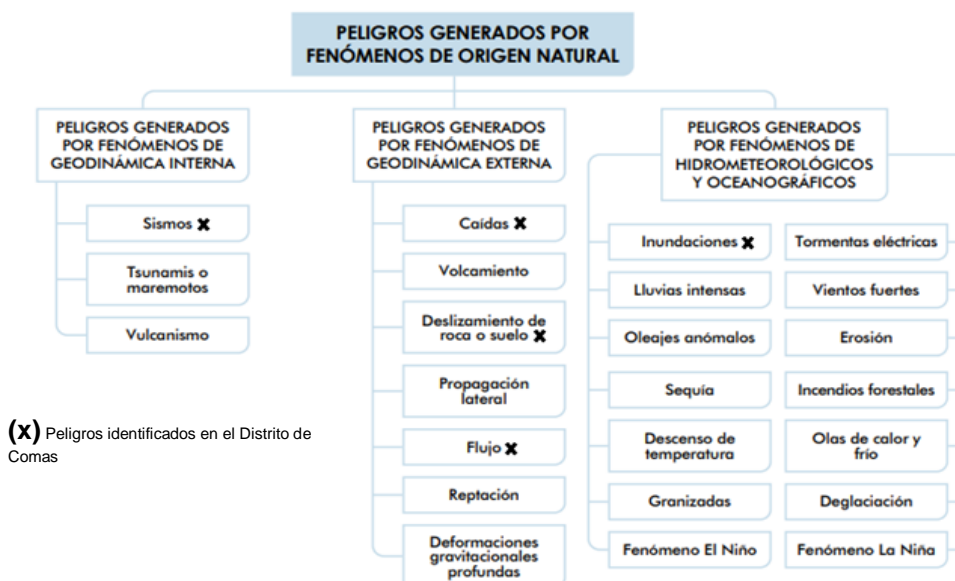 PELIGROS GENERADOS POR
FENÓMENOS DE ORIGEN NATURAL
PELIGROS GENERADOS
POR FENÓMENOS DE
GEODINÁMICA INTERNA
Sismos ✖
Tsunamis o
maremotos
Vulcanismo
PELIGROS GENERADOS
POR FENÓMENOS DE
GEODINÁMICA EXTERNA
Caídas ✖
Volcamiento
Deslizamiento de
roca o suelo ✖
Propagación
lateral
Flujo ✖
Reptación
Deformaciones
gravitacionales
profundas
PELIGROS GENERADOS
POR FENÓMENOS DE
HIDROMETEOROLÓGICOS
Y OCEANOGRÁFICOS
Inundaciones ✖
Lluvias intensas
Oleajes anómalos
Sequía
Descenso de
temperatura
Granizadas
Fenómeno El Niño
Tormentas eléctricas
Vientos fuertes
Erosión
Incendios forestales
Olas de calor y
frío
Deglaciación
Fenómeno La Niña
(x) Peligros identificados en el Distrito de
Comas